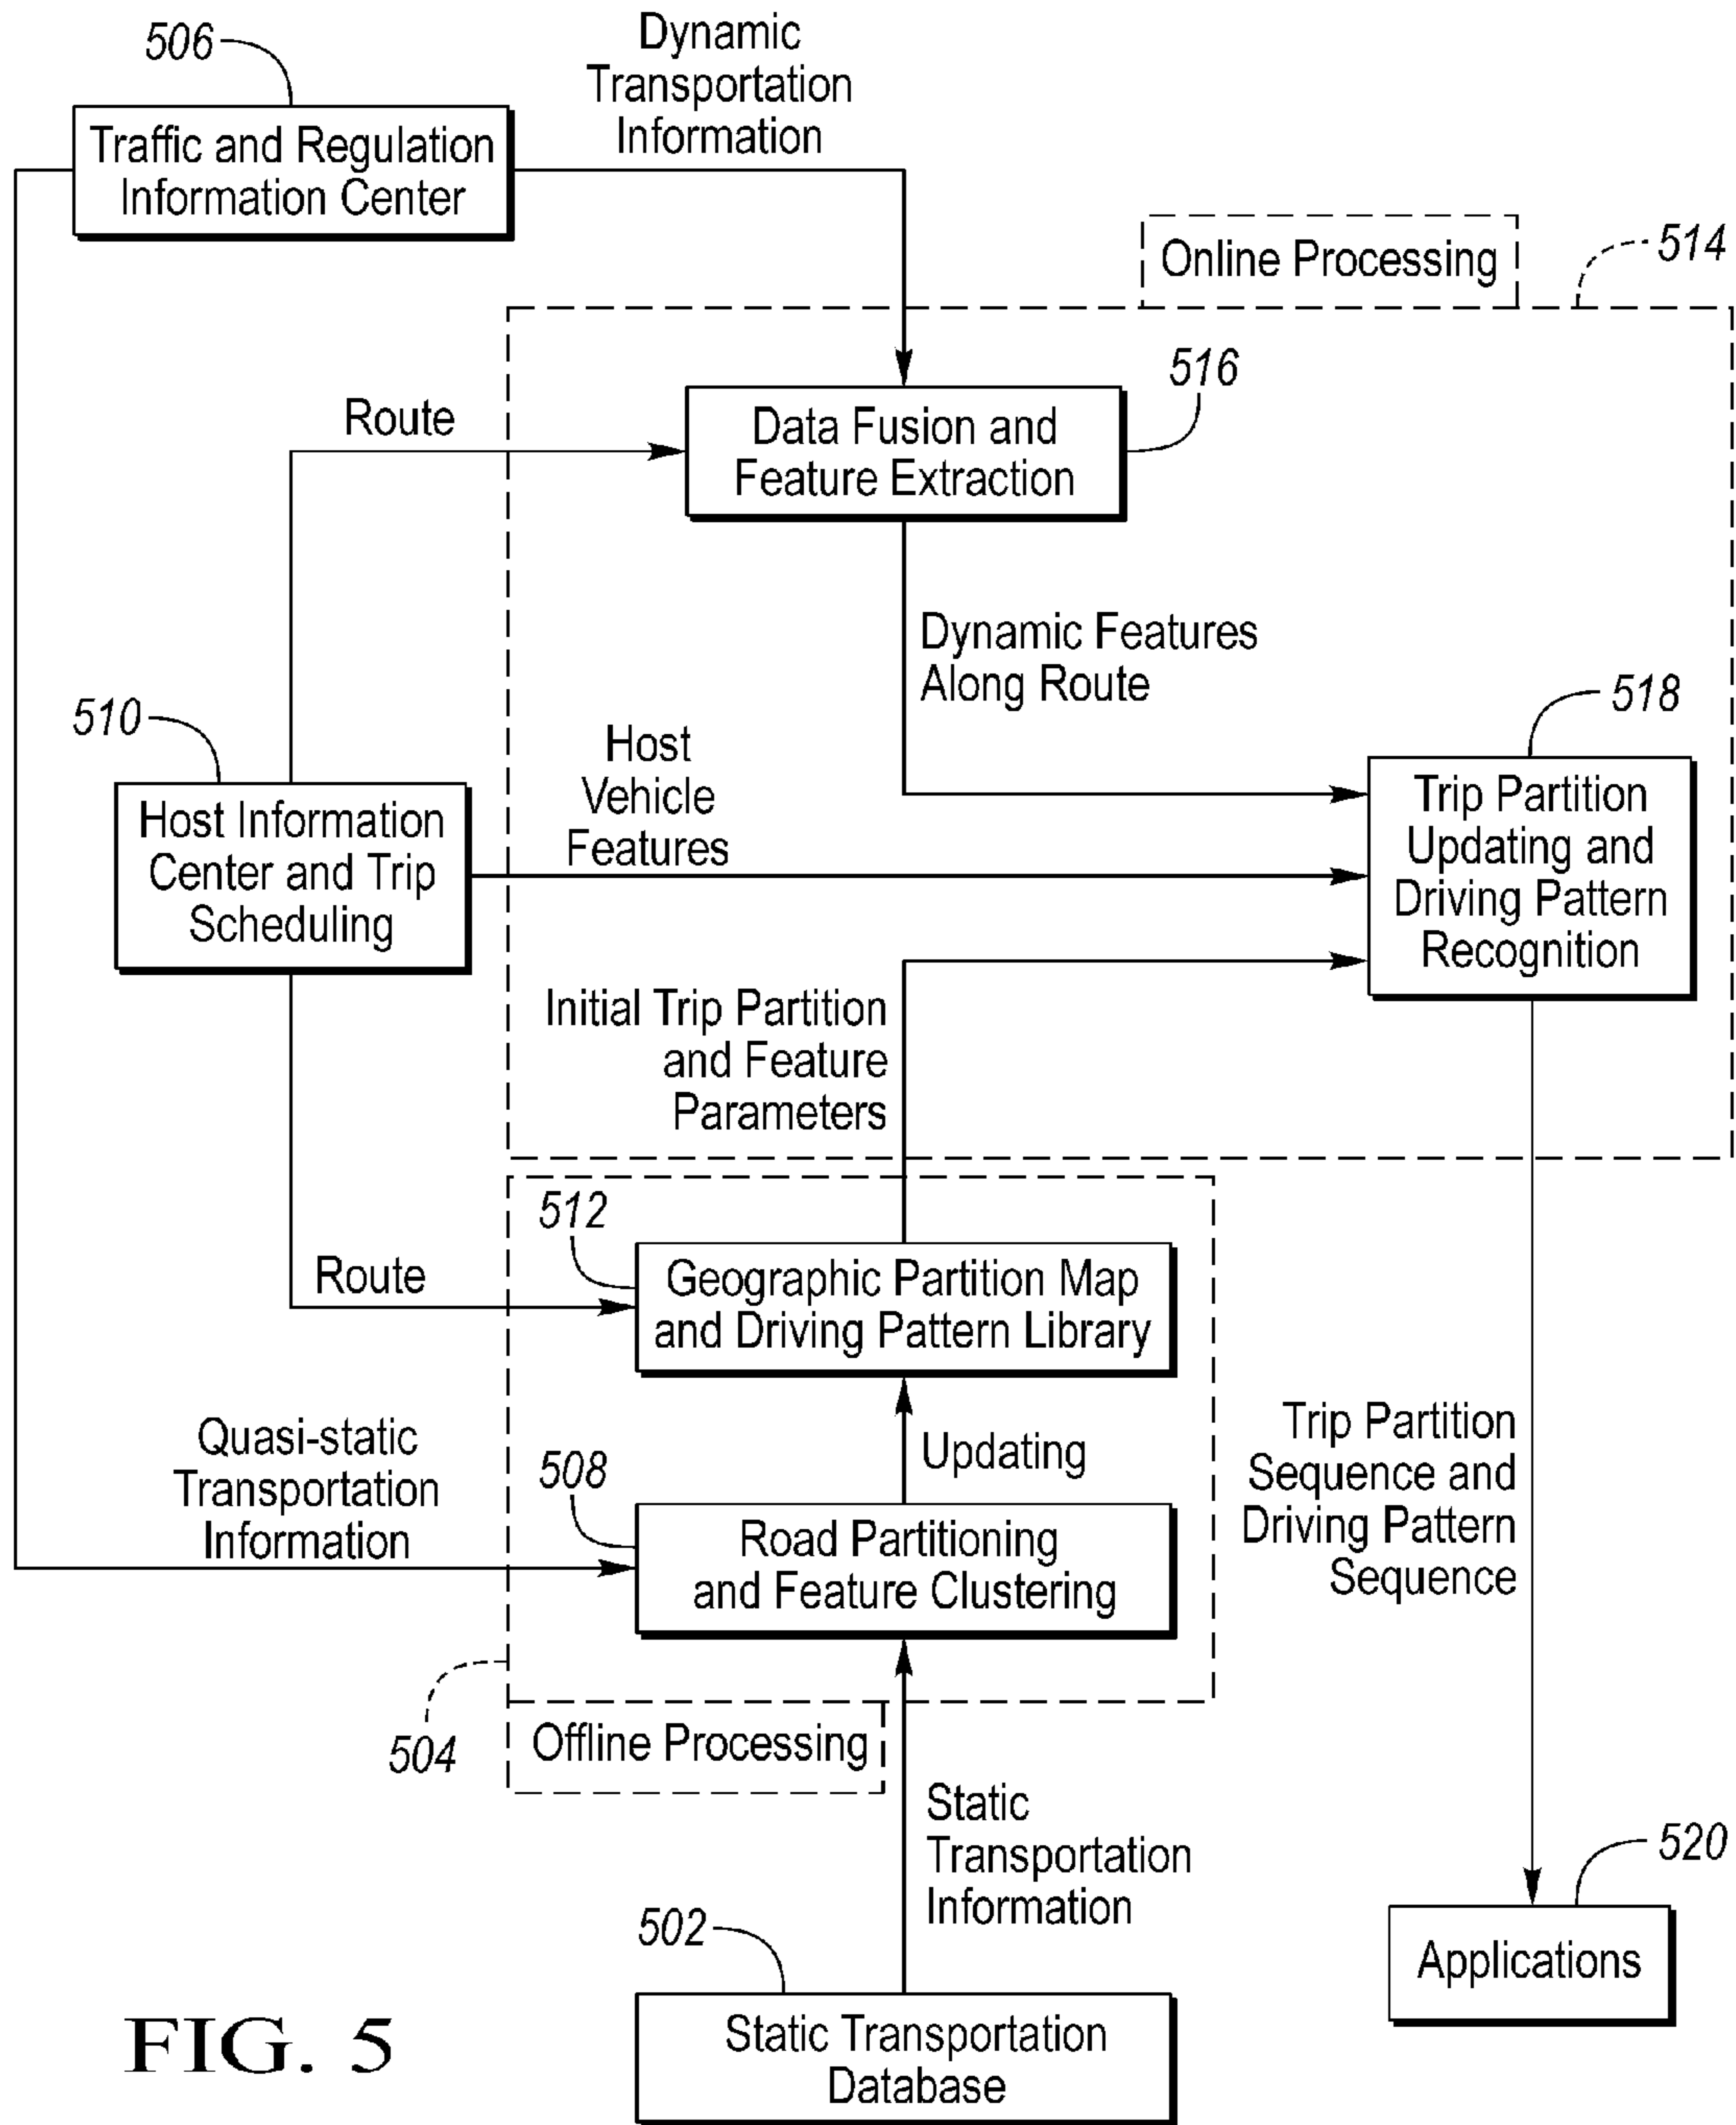 506
Dynamic
Transportation
Information
Traffic and Regulation
Information Center
Online Processing
514
516
Route
Data Fusion and
Feature Extraction
Dynamic Features
Along Route
510
518
Host
Vehicle
Features
Host Information
Center and Trip
Scheduling
Trip Partition
Updating and
Driving Pattern
Recognition
Initial Trip Partition
and Feature
Parameters
512
Route
Geographic Partition Map
and Driving Pattern Library
Quasi-static
Transportation
Information
508
Updating
Trip Partition
Sequence and
Driving Pattern
Sequence
Road Partitioning
and Feature Clustering
504
Offline Processing
Static
Transportation
Information
520
502
Applications
Static Transportation
Database
FIG. 5